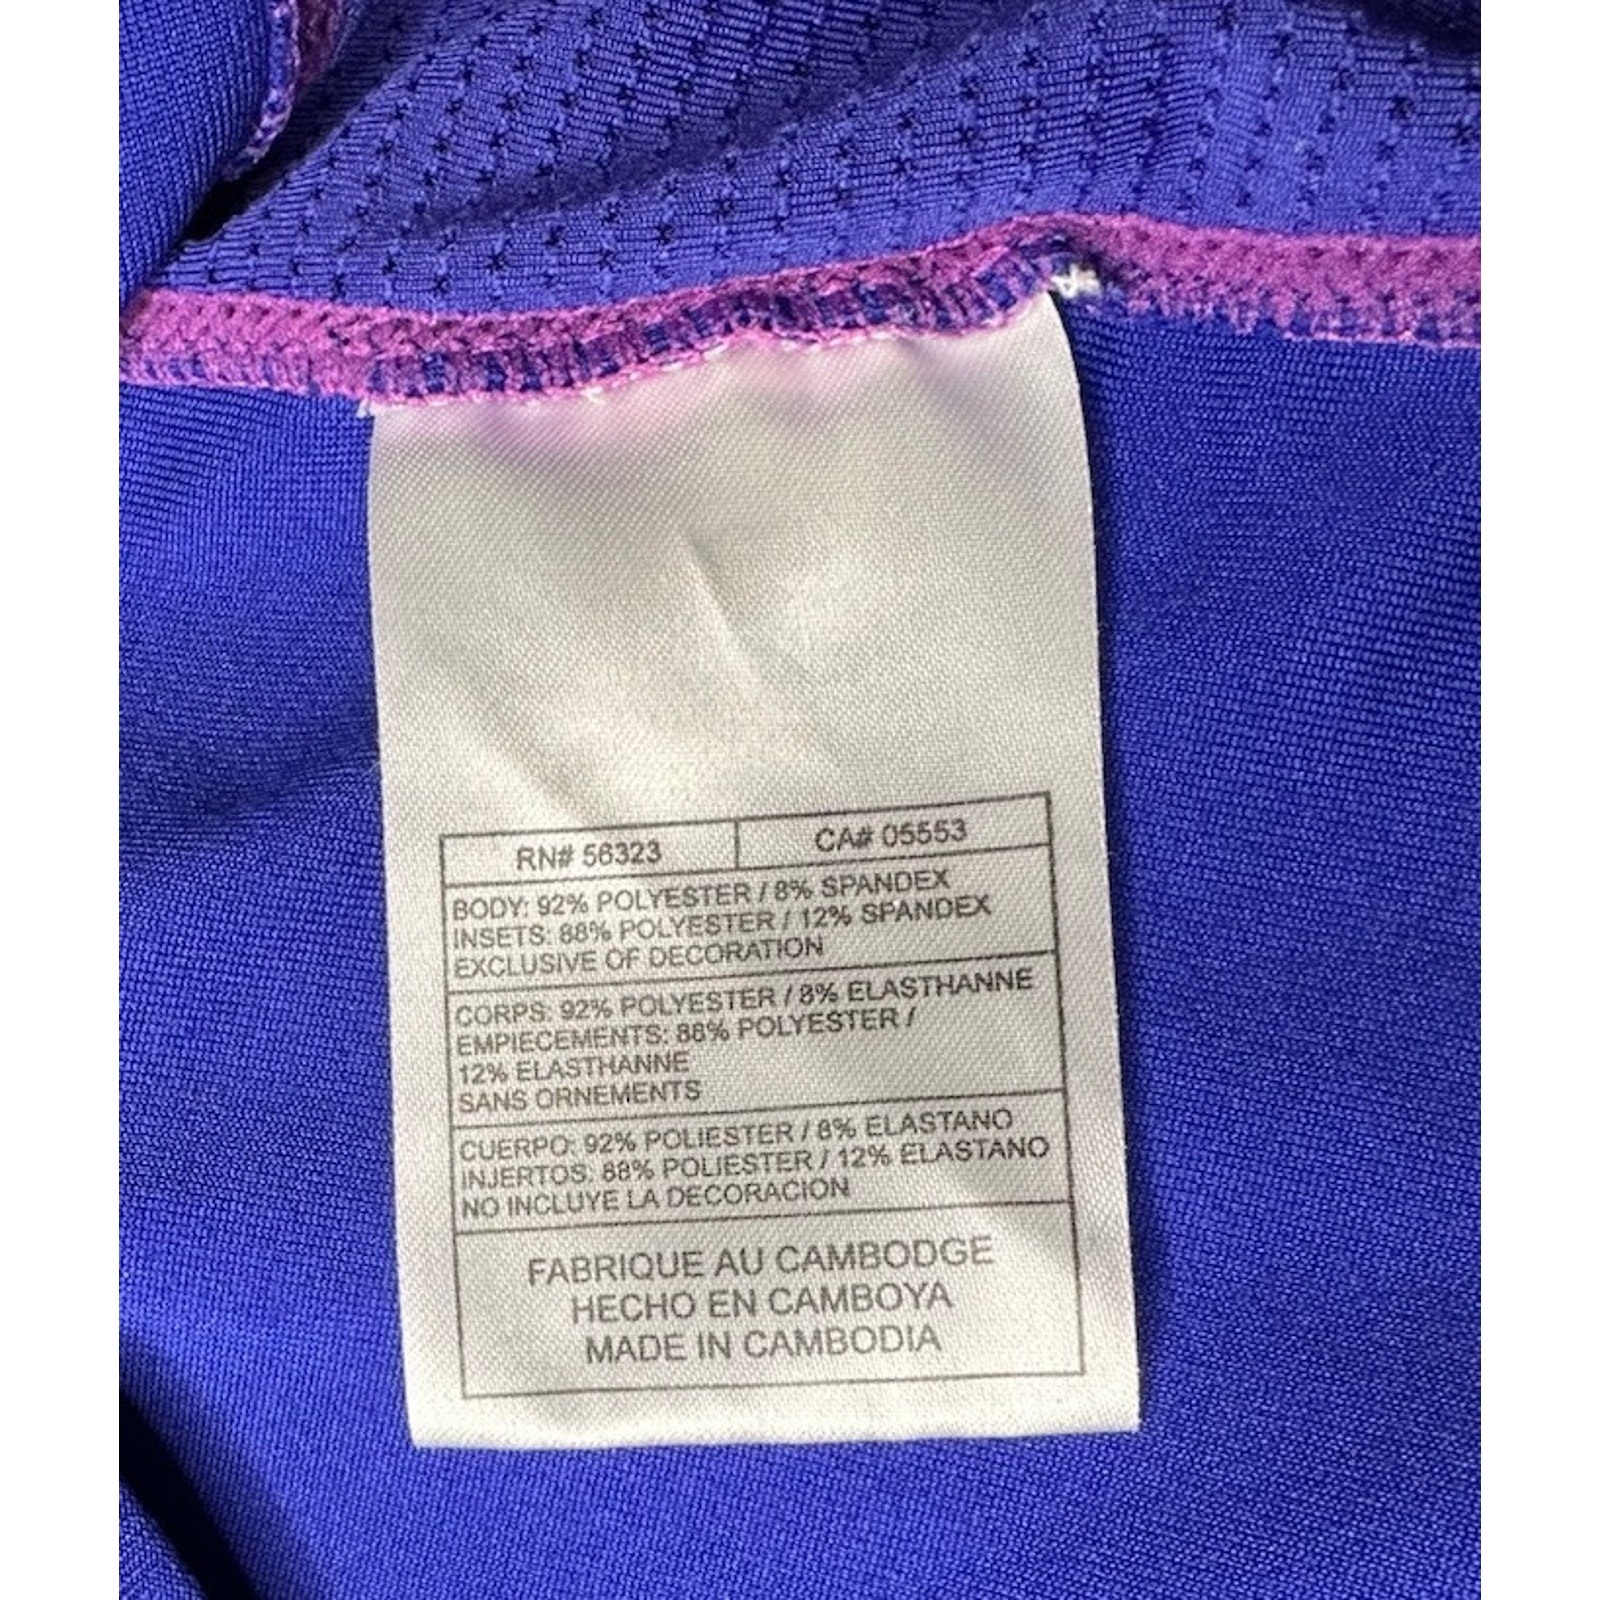 RN# 56323
CA# 05553
BODY: 92% POLYESTER / 8% SPANDEX
INSETS: 88% POLYESTER / 12% SPANDEX
EXCLUSIVE OF DECORATION
CORPS: 92% POLYESTER / 8% ELASTHANNE
EMPIECEMENTS: 88% POLYESTER /
12% ELASTHANNE
SANS ORNEMENTS
CUERPO: 92% POLIESTER / 8% ELASTANO
INJERTOS: 88% POLIESTER / 12% ELASTANO
NO INCLUYE LA DECORACION
FABRIQUE AU CAMBODGE
HECHO EN CAMBOYA
MADE IN CAMBODIA